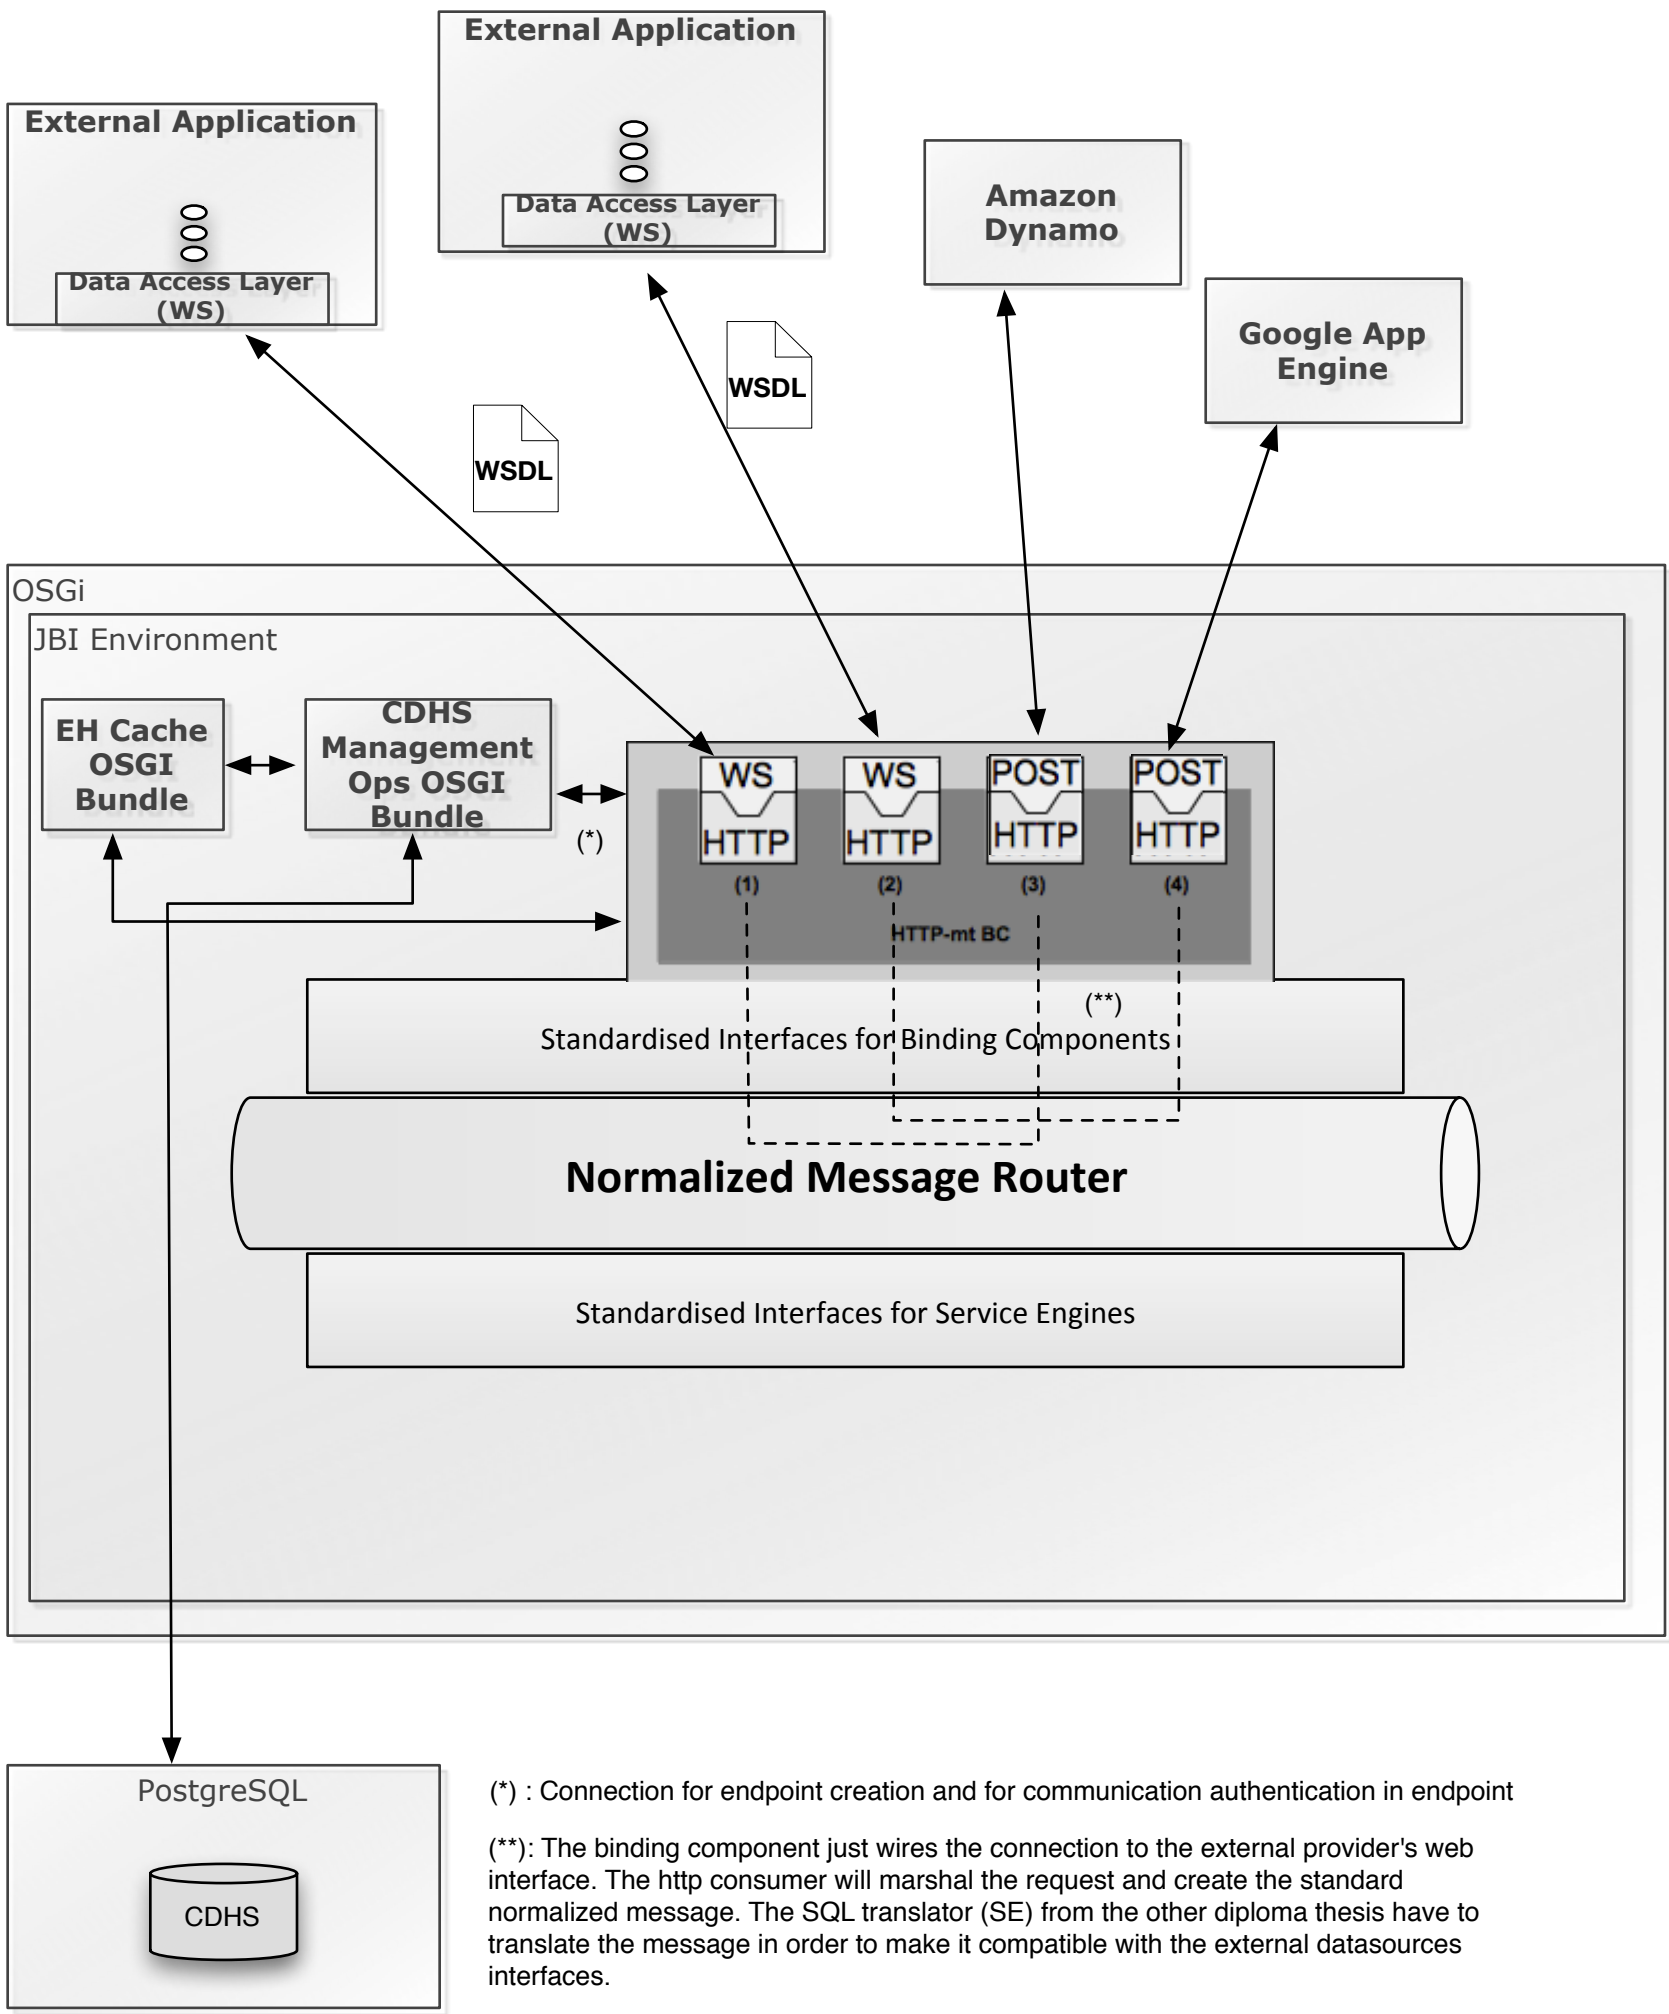 External Application
Data Access Layer
(WS)
External Application
Data Access Layer
(WS)
Amazon
Dynamo
Google App
Engine
WSDL
WSDL
OSGi
JBI Environment
EH Cache
OSGI
Bundle
CDHS
Management
Ops OSGI
Bundle
(*)
WS
HTTP
(1)
WS
HTTP
(2)
POST
HTTP
(3)
POST
HTTP
(4)
HTTP-mt BC
(**)
Standardised Interfaces for Binding Components
Normalized Message Router
Standardised Interfaces for Service Engines
PostgreSQL
CDHS
(*) : Connection for endpoint creation and for communication authentication in endpoint
(**): The binding component just wires the connection to the external provider's web
interface. The http consumer will marshal the request and create the standard
normalized message. The SQL translator (SE) from the other diploma thesis have to
translate the message in order to make it compatible with the external datasources
interfaces.